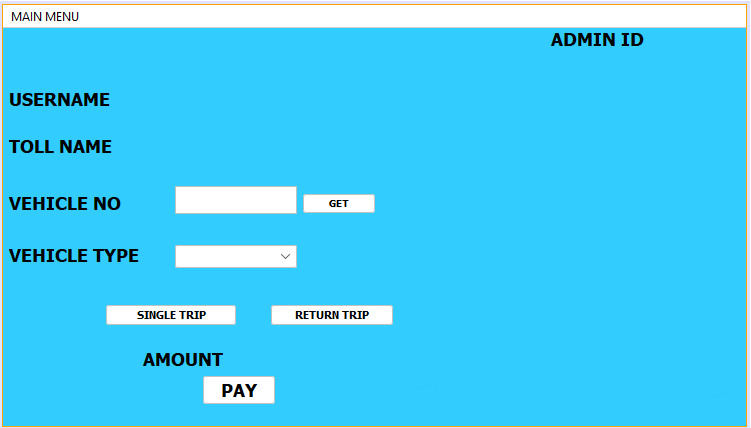 MAIN MENU
ADMIN ID
USERNAME
TOLL NAME
VEHICLE NO
GET
VEHICLE TYPE
SINGLE TRIP
RETURN TRIP
AMOUNT
PAY